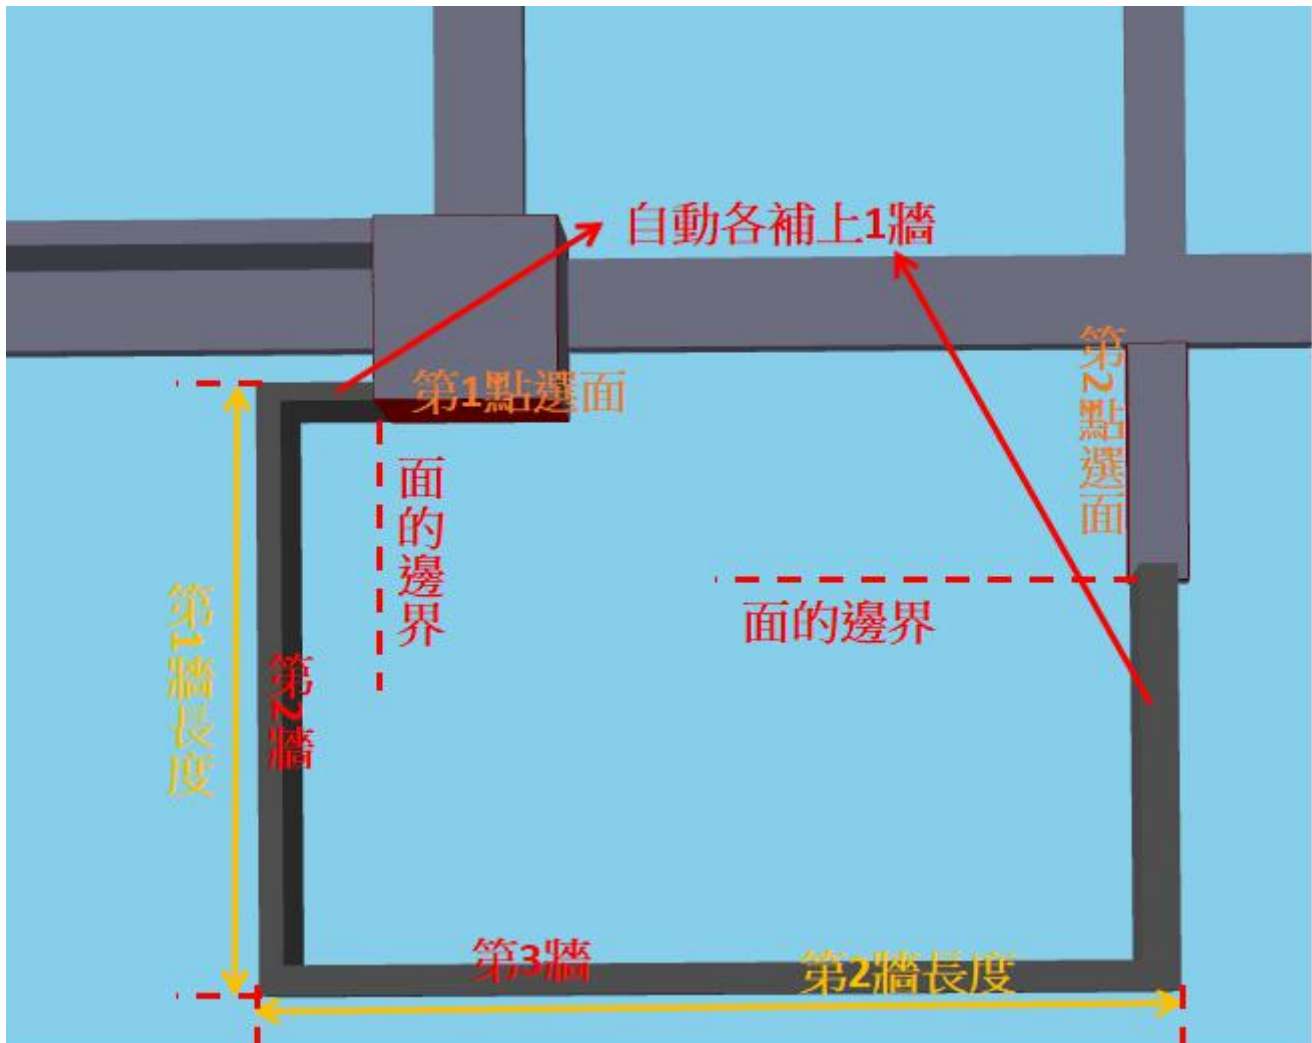 自動各補上1牆
第1點選面
第2點選面
面的邊界
面的邊界
第1牆長度
第2牆
第3牆
第2牆長度